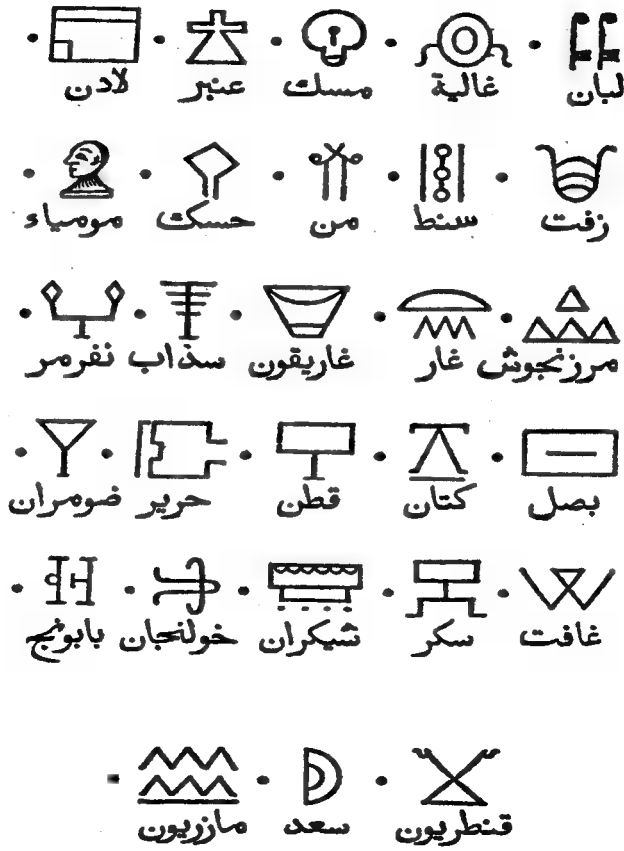 لبان غالية مسك عنبر لادن
زفت سنط من حسك مومياء
مرزنجوش غار غاريقون سذاب نفرمر
بصل كتان قطن حرير ضومران
غافت سكر شيكران خولنجان بابونج
قنطريون سعد مازريون